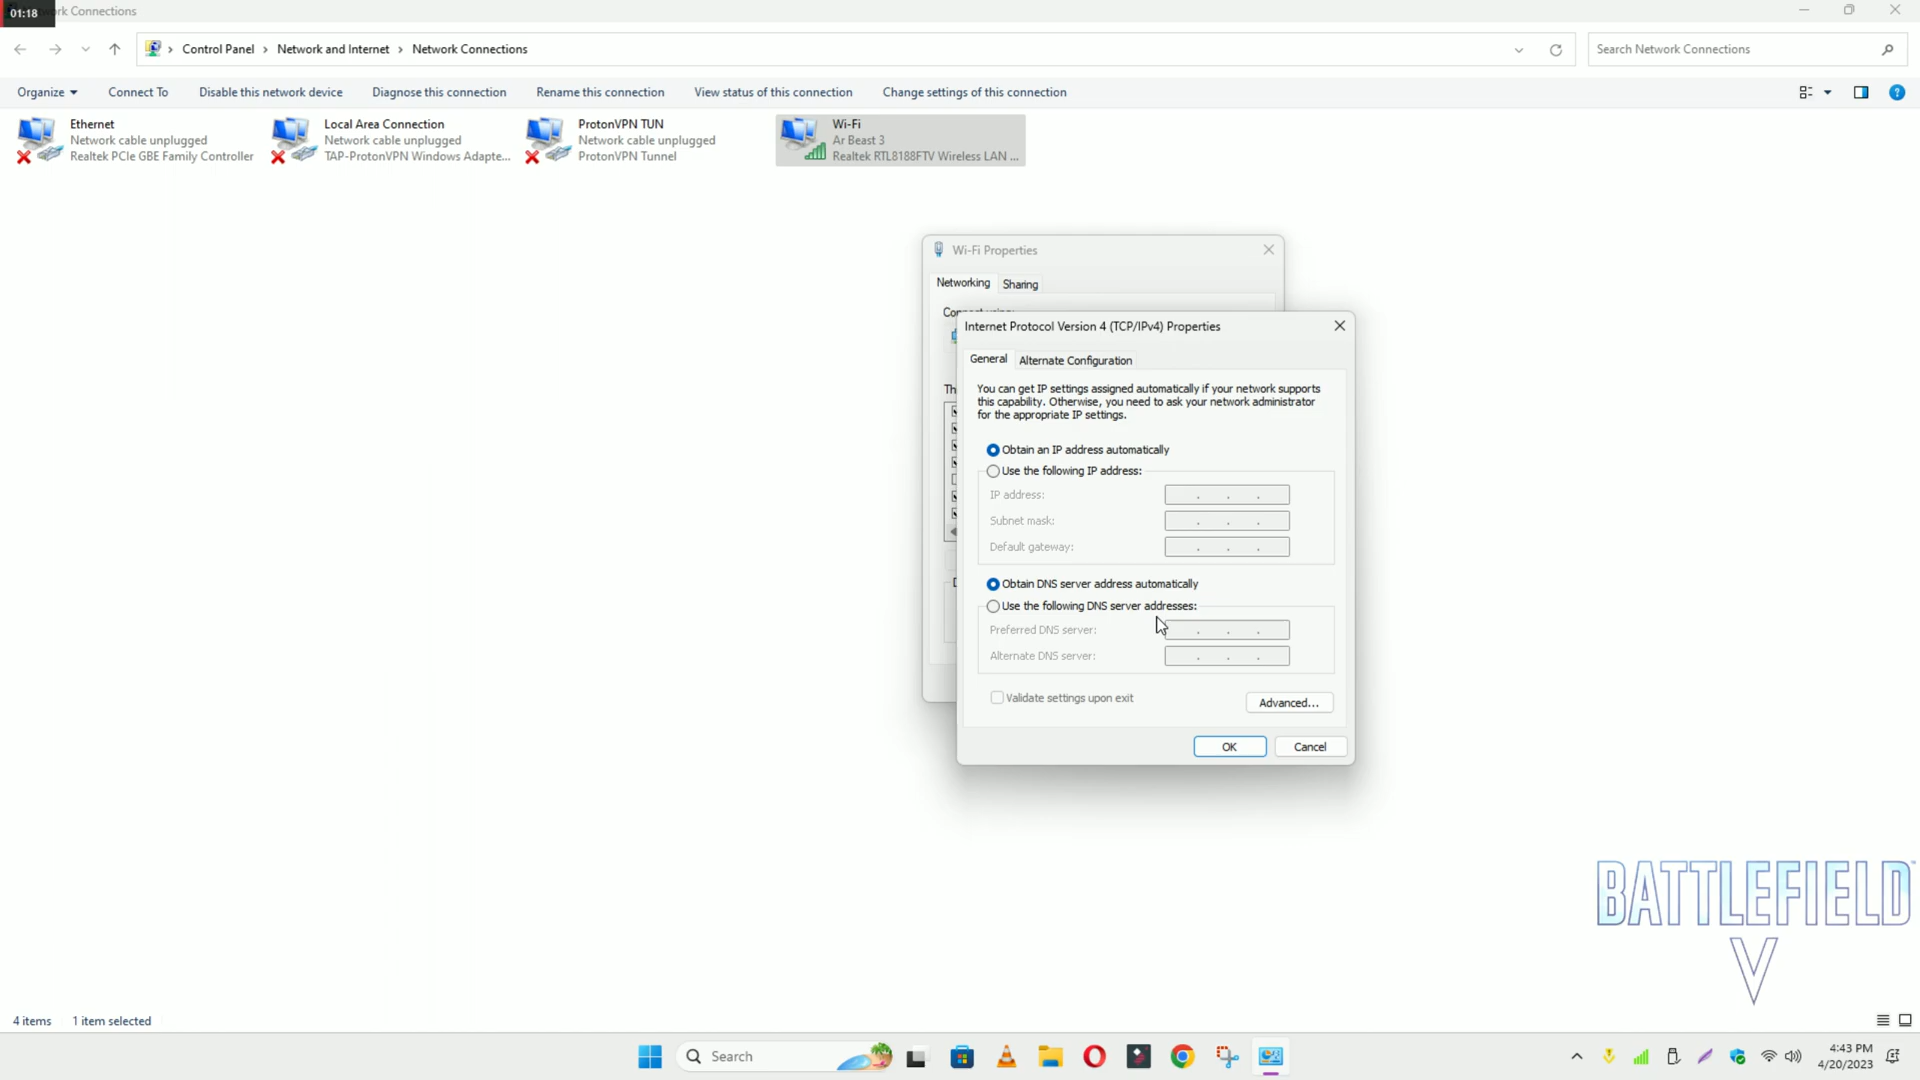 01:18
rk Connections
Control Panel > Network and Internet > Network Connections
Search Network Connections
Organize
Connect To
Disable this network device
Diagnose this connection
Rename this connection
View status of this connection
Change settings of this connection
Ethernet
Network cable unplugged
Realtek PCIe GBE Family Controller
Local Area Connection
Network cable unplugged
TAP-ProtonVPN Windows Adapte...
ProtonVPN TUN
Network cable unplugged
ProtonVPN Tunnel
Wi-Fi
Ar Beast 3
Realtek RTL8188FTV Wireless LAN ...
Wi-Fi Properties
Networking
Sharing
Internet Protocol Version 4 (TCP/IPv4) Properties
General
Alternate Configuration
You can get IP settings assigned automatically if your network supports
this capability. Otherwise, you need to ask your network administrator
for the appropriate IP settings.
Obtain an IP address automatically
Use the following IP address:
IP address:
Subnet mask:
Default gateway:
Obtain DNS server address automatically
Use the following DNS server addresses:
Preferred DNS server:
Alternate DNS server:
Validate settings upon exit
Advanced...
OK
Cancel
BATTLEFIELD
V
4 items
1 item selected
Search
4:43 PM
4/20/2023